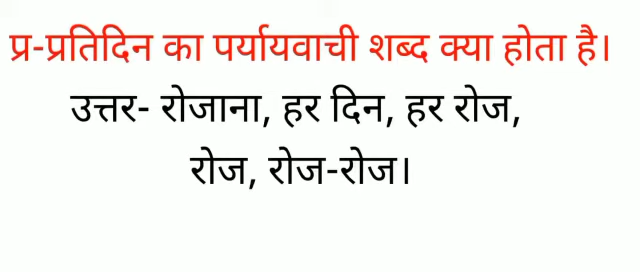 प्र-प्रतिदिन का पर्यायवाची शब्द क्या होता है।
उत्तर- रोजाना, हर दिन, हर रोज,
रोज, रोज-रोज।